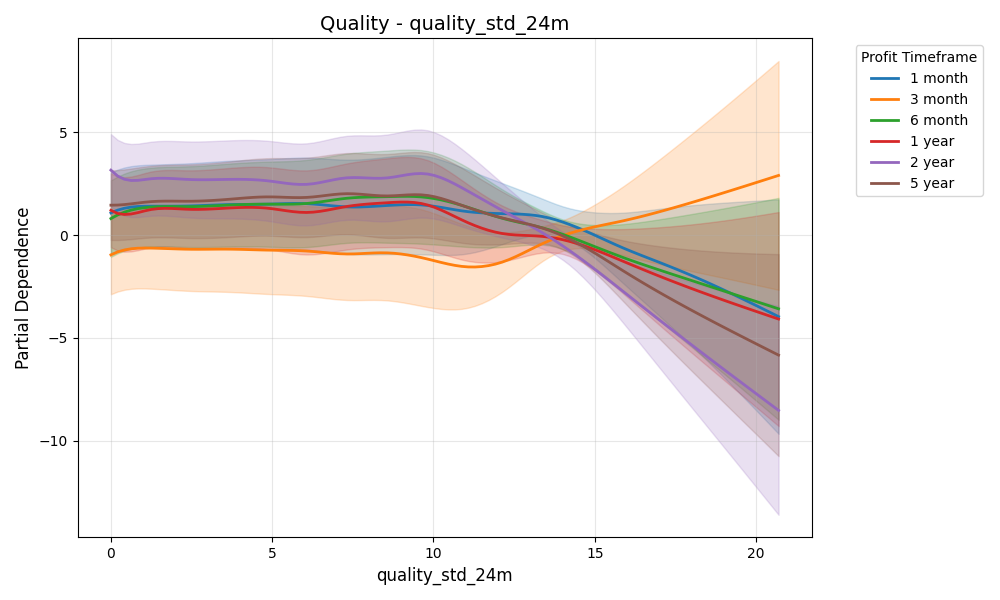 Quality - quality_std_24m
Profit Timeframe
1 month
3 month
6 month
1 year
2 year
5 year
Partial Dependence
5
0
−5
−10
0 5 10 15 20
quality_std_24m